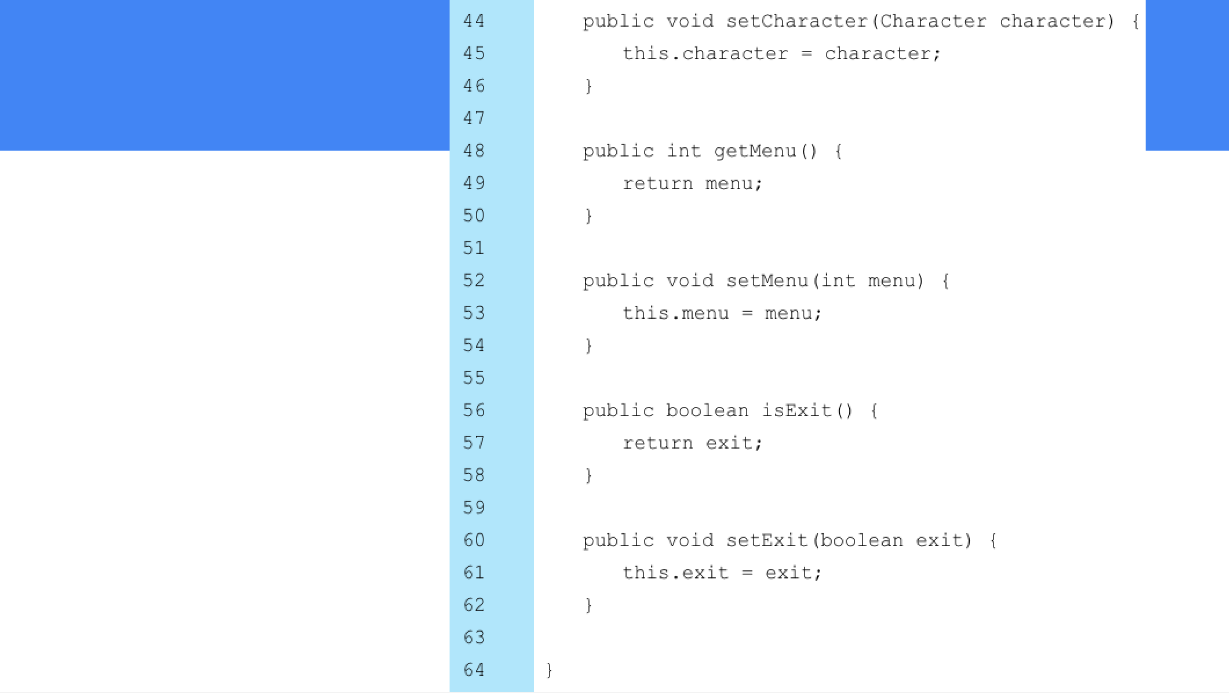 44 public void setCharacter(Character character) {
45 this.character = character;
46 }
47
48 public int getMenu() {
49 return menu;
50 }
51
52 public void setMenu(int menu) {
53 this.menu = menu;
54 }
55
56 public boolean isExit() {
57 return exit;
58 }
59
60 public void setExit(boolean exit) {
61 this.exit = exit;
62 }
63
64 }